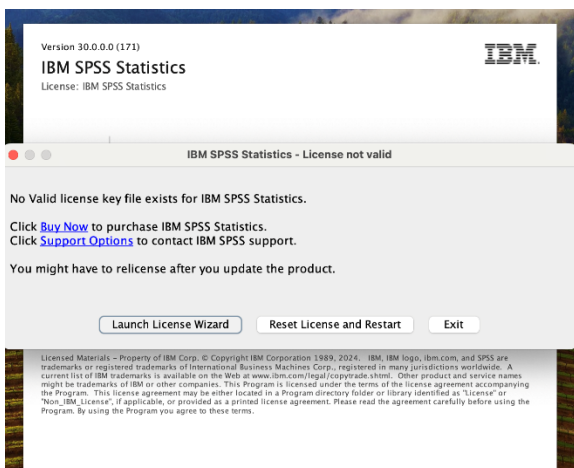 Version 30.0.0.0 (171)
IBM
IBM SPSS Statistics
License: IBM SPSS Statistics
IBM SPSS Statistics - License not valid
No Valid license key file exists for IBM SPSS Statistics.
Click Buy Now to purchase IBM SPSS Statistics.
Click Support Options to contact IBM SPSS support.
You might have to relicense after you update the product.
Launch License Wizard
Reset License and Restart
Exit
Licensed Materials – Property of IBM Corp. © Copyright IBM Corporation 1989, 2024.   IBM, IBM logo, ibm.com, and SPSS are
trademarks or registered trademarks of International Business Machines Corp., registered in many jurisdictions worldwide.  A
current list of IBM trademarks is available on the Web at www.ibm.com/legal/copytrade.shtml.  Other product and service names
might be trademarks of IBM or other companies. This Program is licensed under the terms of the license agreement accompanying
the Program.  This license agreement may be either located in a Program directory folder or library identified as "License" or
"Non_IBM_License", if applicable, or provided as a printed license agreement. Please read the agreement carefully before using the
Program. By using the Program you agree to these terms.